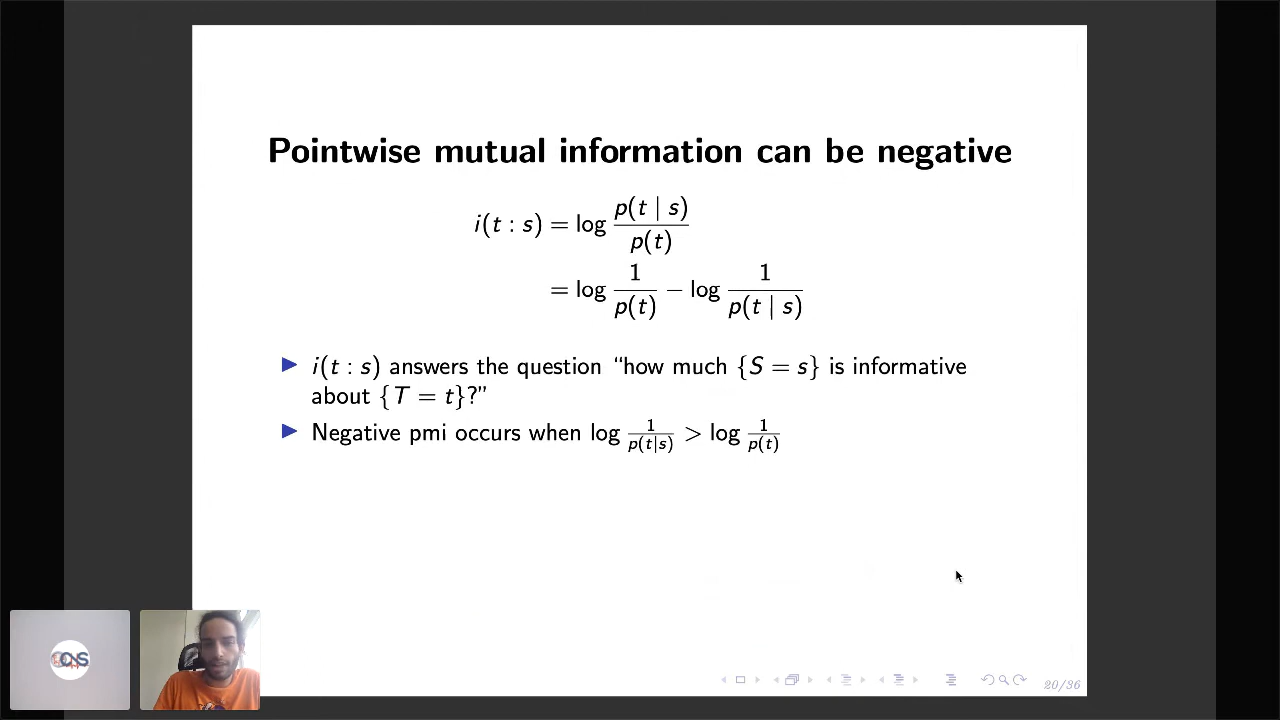 Pointwise mutual information can be negative
i(t : s) = log p(t | s) / p(t)
= log 1 / p(t) − log 1 / p(t | s)
i(t : s) answers the question “how much {S = s} is informative
about {T = t}?”
Negative pmi occurs when log 1 / p(t|s) > log 1 / p(t)
20/36